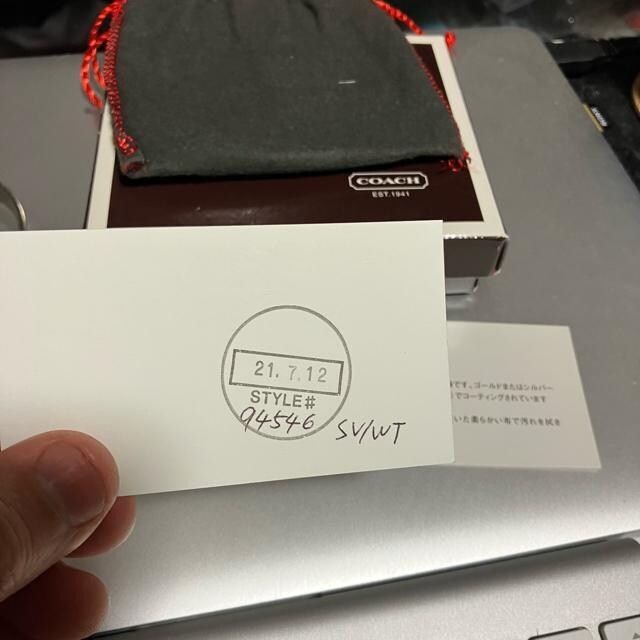 COACH
EST. 1941
21. 7. 12
STYLE#
94546 SV/WT
です。ゴールドまたはシルバー
でコーティングされています
いた柔らかい布で汚れを拭き